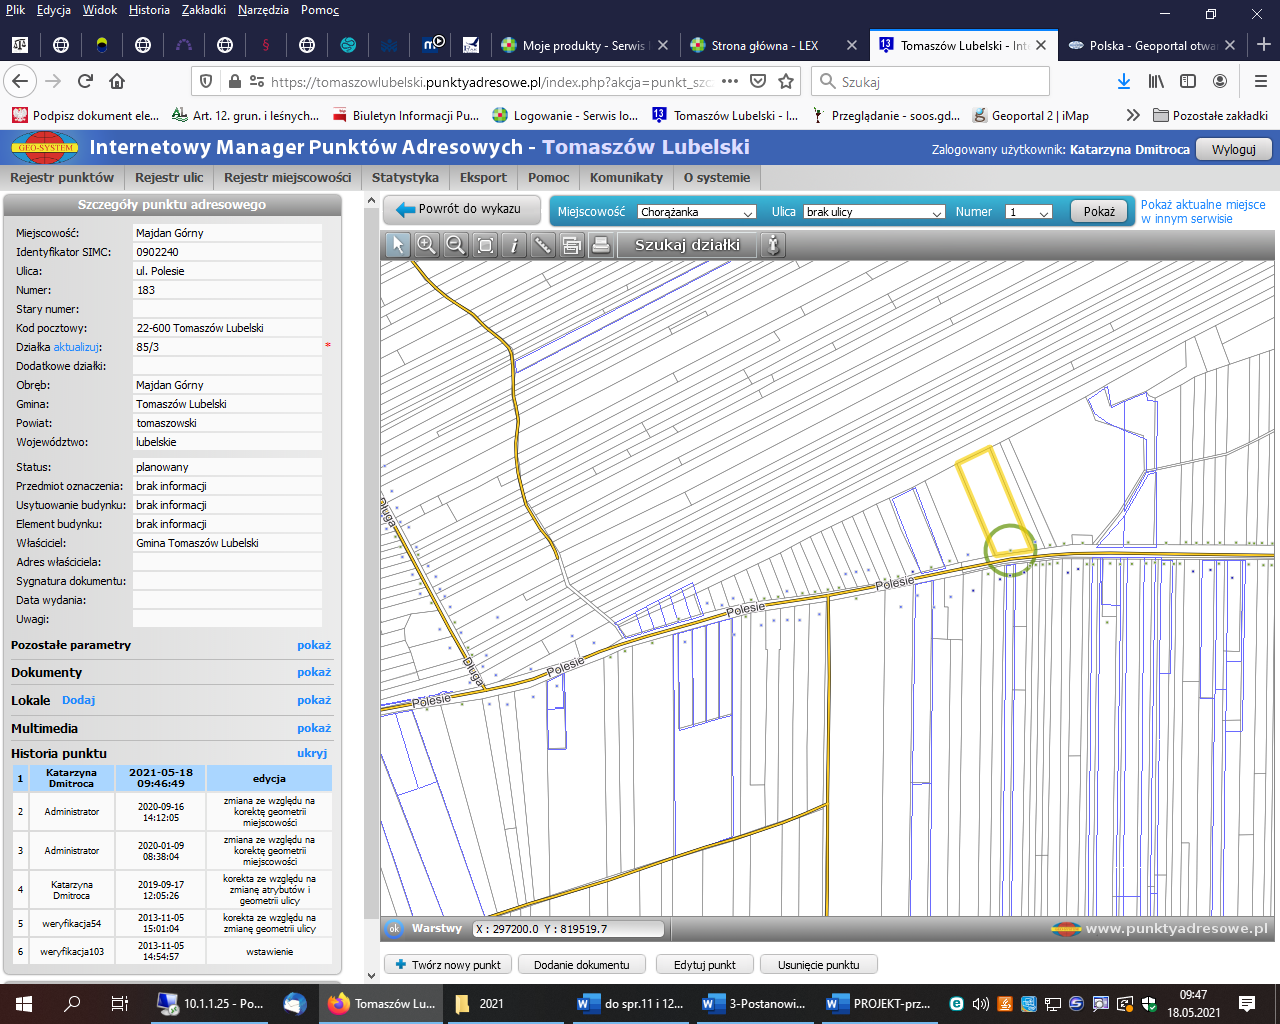 Plik Edycja Widok Historia Zakładki Narzędzia Pomoc
Moje produkty - Serwis
Strona główna - LEX
Tomaszów Lubelski - Inte
Polska - Geoportal otwa
https://tomaszowlubelski.punktyadresowe.pl/index.php?akcja=punkt_szc
Szukaj
Podpisz dokument ele...
Art. 12. grun. i leśnych...
Biuletyn Informacji Pu...
Logowanie - Serwis lo...
Tomaszów Lubelski - I...
Przeglądanie - soos.gd...
Geoportal 2 | iMap
Pozostałe zakładki
GEO-SYSTEM
Internetowy Manager Punktów Adresowych - Tomaszów Lubelski
Zalogowany użytkownik: Katarzyna Dmitroca
Wyloguj
Rejestr punktów
Rejestr ulic
Rejestr miejscowości
Statystyka
Eksport
Pomoc
Komunikaty
O systemie
Szczegóły punktu adresowego
Miejscowość: Majdan Górny
Identyfikator SIMC: 0902240
Ulica: ul. Polesie
Numer: 183
Stary numer:
Kod pocztowy: 22-600 Tomaszów Lubelski
Działka aktualizuj: 85/3 *
Dodatkowe działki:
Obręb: Majdan Górny
Gmina: Tomaszów Lubelski
Powiat: tomaszowski
Województwo: lubelskie
Status: planowany
Przedmiot oznaczenia: brak informacji
Usytuowanie budynku: brak informacji
Element budynku: brak informacji
Właściciel: Gmina Tomaszów Lubelski
Adres właściciela:
Sygnatura dokumentu:
Data wydania:
Uwagi:
Pozostałe parametry pokaż
Dokumenty pokaż
Lokale Dodaj pokaż
Multimedia pokaż
Historia punktu ukryj
1 Katarzyna Dmitroca 2021-05-18 09:46:49 edycja
2 Administrator 2020-09-16 14:12:05 zmiana ze względu na korektę geometrii miejscowości
3 Administrator 2020-01-09 08:38:04 zmiana ze względu na korektę geometrii miejscowości
4 Katarzyna Dmitroca 2019-09-17 12:05:26 korekta ze względu na zmianę atrybutów i geometrii ulicy
5 weryfikacja54 2013-11-05 15:01:04 korekta ze względu na zmianę geometrii ulicy
6 weryfikacja103 2013-11-05 14:54:57 wstawienie
Powrót do wykazu
Miejscowość Chorążanka
Ulica brak ulicy
Numer 1
Pokaż
Pokaż aktualne miejsce
w innym serwisie
Szukaj działki
Długa
Długa
Polesie
Polesie
Polesie
Polesie
ok Warstwy X : 297200.0 Y : 819519.7
www.punktyadresowe.pl
Twórz nowy punkt
Dodanie dokumentu
Edytuj punkt
Usunięcie punktu
10.1.1.25 - Po...
Tomaszów Lu...
2021
do spr.11 i 12...
3-Postanowi...
PROJEKT-prz...
09:47
18.05.2021